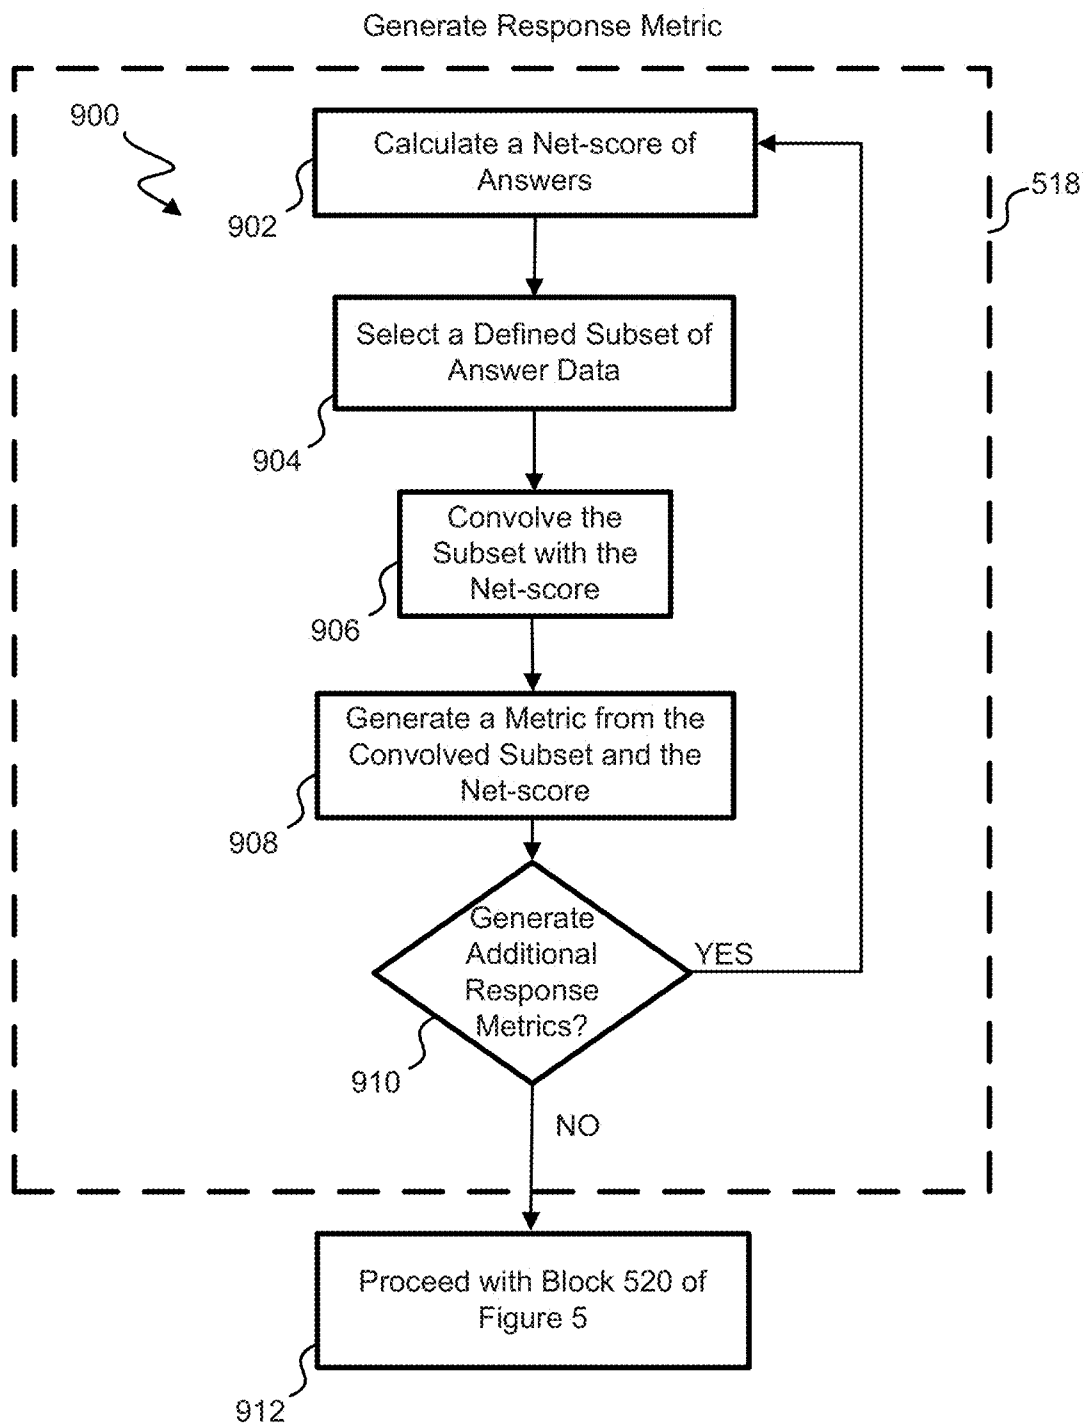 Generate Response Metric
900
518
Calculate a Net-score of
Answers
902
Select a Defined Subset of
Answer Data
904
Convolve the
Subset with the
Net-score
906
Generate a Metric from the
Convolved Subset and the
Net-score
908
Generate
Additional
Response
Metrics?
YES
910
NO
Proceed with Block 520 of
Figure 5
912